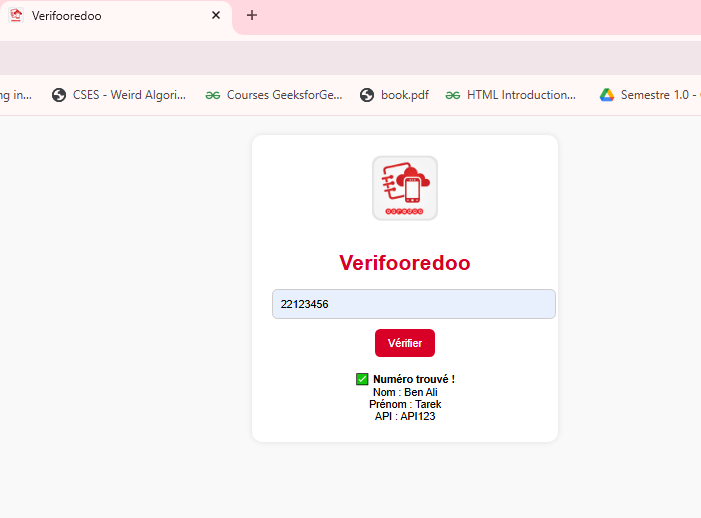 Verifooredoo
ng in...
CSES - Weird Algori...
Courses GeeksforGe...
book.pdf
HTML Introduction...
Semestre 1.0 -
ooredoo
Verifooredoo
22123456
Vérifier
Numéro trouvé !
Nom : Ben Ali
Prénom : Tarek
API : API123